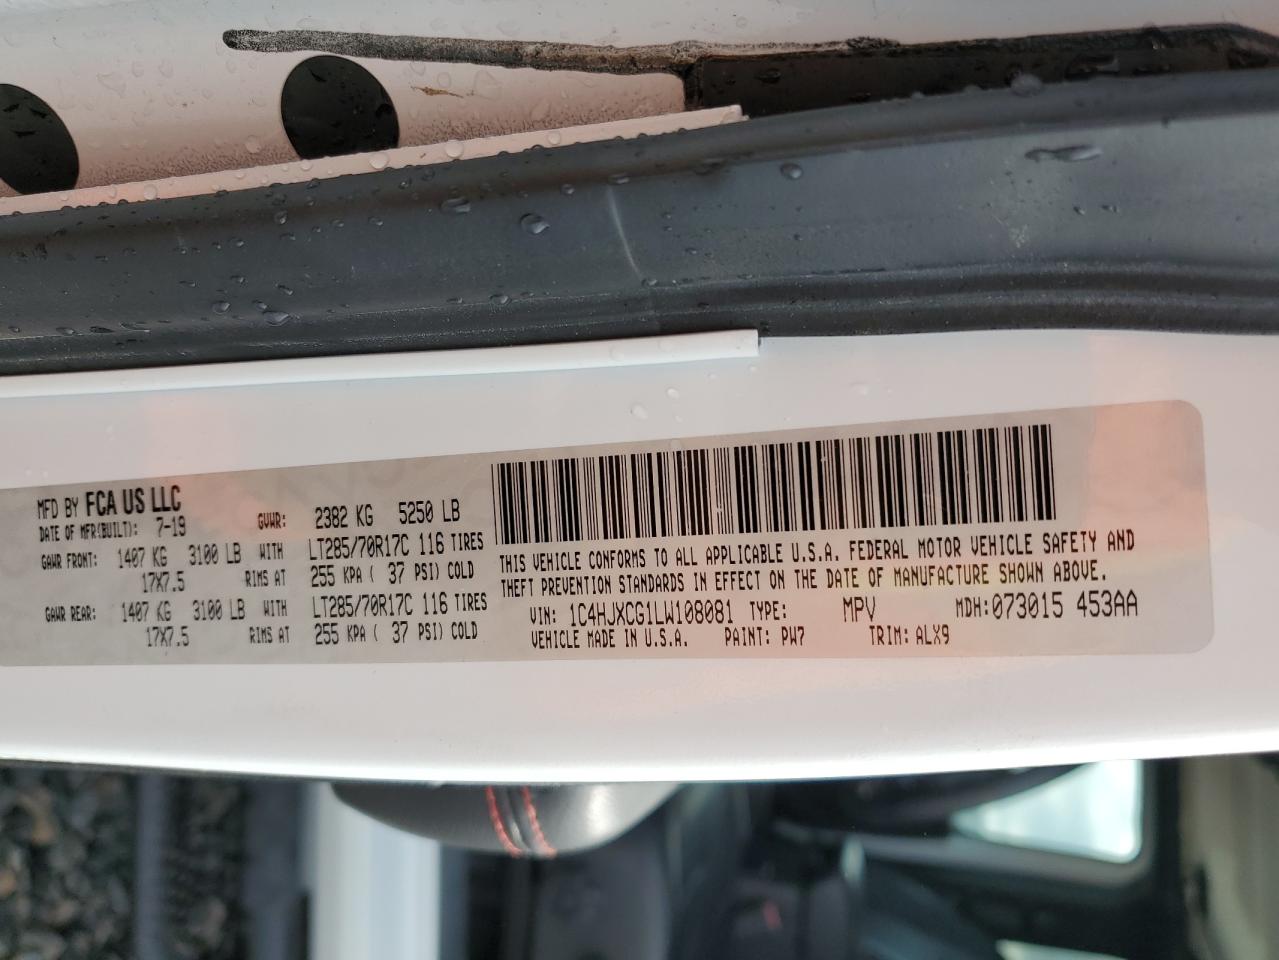 MFD BY FCA US LLC
DATE OF MFR(BUILT): 7-19 GVWR: 2382 KG 5250 LB
GAWR FRONT: 1407 KG 3100 LB WITH LT285/70R17C 116 TIRES
17X7.5 RIMS AT 255 KPA ( 37 PSI) COLD
GAWR REAR: 1407 KG 3100 LB WITH LT285/70R17C 116 TIRES
17X7.5 RIMS AT 255 KPA ( 37 PSI) COLD
THIS VEHICLE CONFORMS TO ALL APPLICABLE U.S.A. FEDERAL MOTOR VEHICLE SAFETY AND
THEFT PREVENTION STANDARDS IN EFFECT ON THE DATE OF MANUFACTURE SHOWN ABOVE.
VIN: 1C4HJXCG1LW108081 TYPE: MPV MDH:073015 453AA
VEHICLE MADE IN U.S.A. PAINT: PW7 TRIM: ALX9